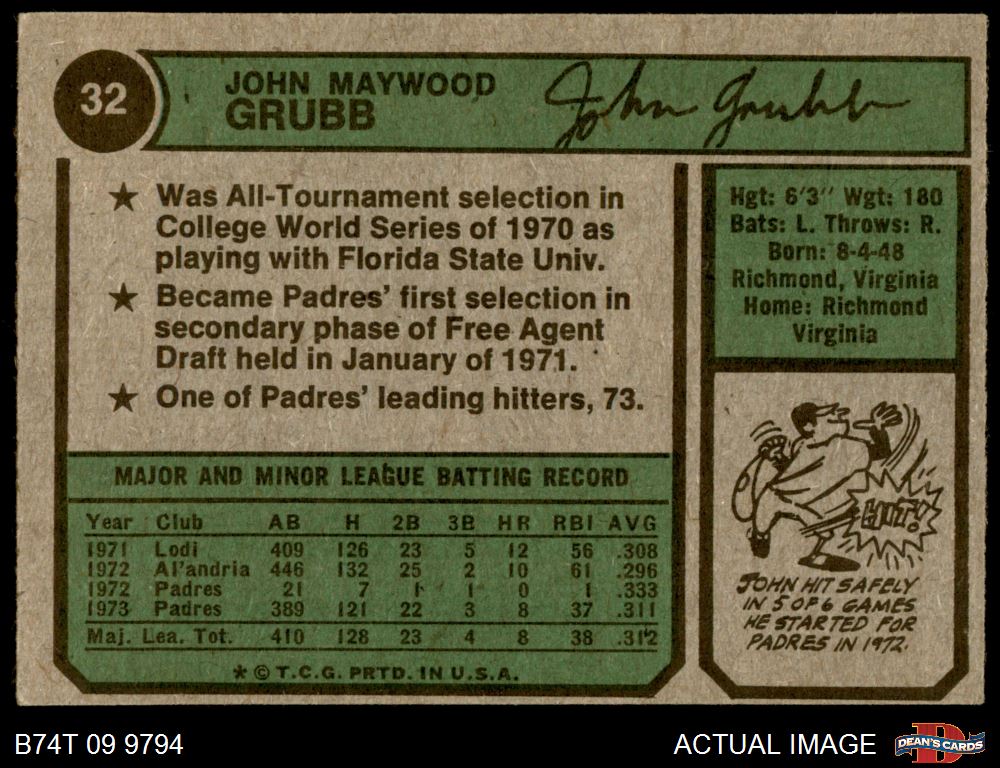 32
JOHN MAYWOOD
GRUBB
John Grubb
★ Was All-Tournament selection in
College World Series of 1970 as
playing with Florida State Univ.
★ Became Padres' first selection in
secondary phase of Free Agent
Draft held in January of 1971.
★ One of Padres' leading hitters, 73.
Hgt: 6'3" Wgt: 180
Bats: L. Throws: R.
Born: 8-4-48
Richmond, Virginia
Home: Richmond
Virginia
MAJOR AND MINOR LEAGUE BATTING RECORD
Year Club AB H 2B 3B HR RBI AVG
1971 Lodi 409 126 23 5 12 56 .308
1972 Al'andria 446 132 25 2 10 61 .296
1972 Padres 21 7 1 1 0 1 .333
1973 Padres 389 121 22 3 8 37 .311
Maj. Lea. Tot. 410 128 23 4 8 38 .312
* © T.C.G. PRTD. IN U.S.A.
HIT!
JOHN HIT SAFELY
IN 5 OF 6 GAMES
HE STARTED FOR
PADRES IN 1972.
B74T 09 9794
ACTUAL IMAGE
D
DEAN'S CARDS